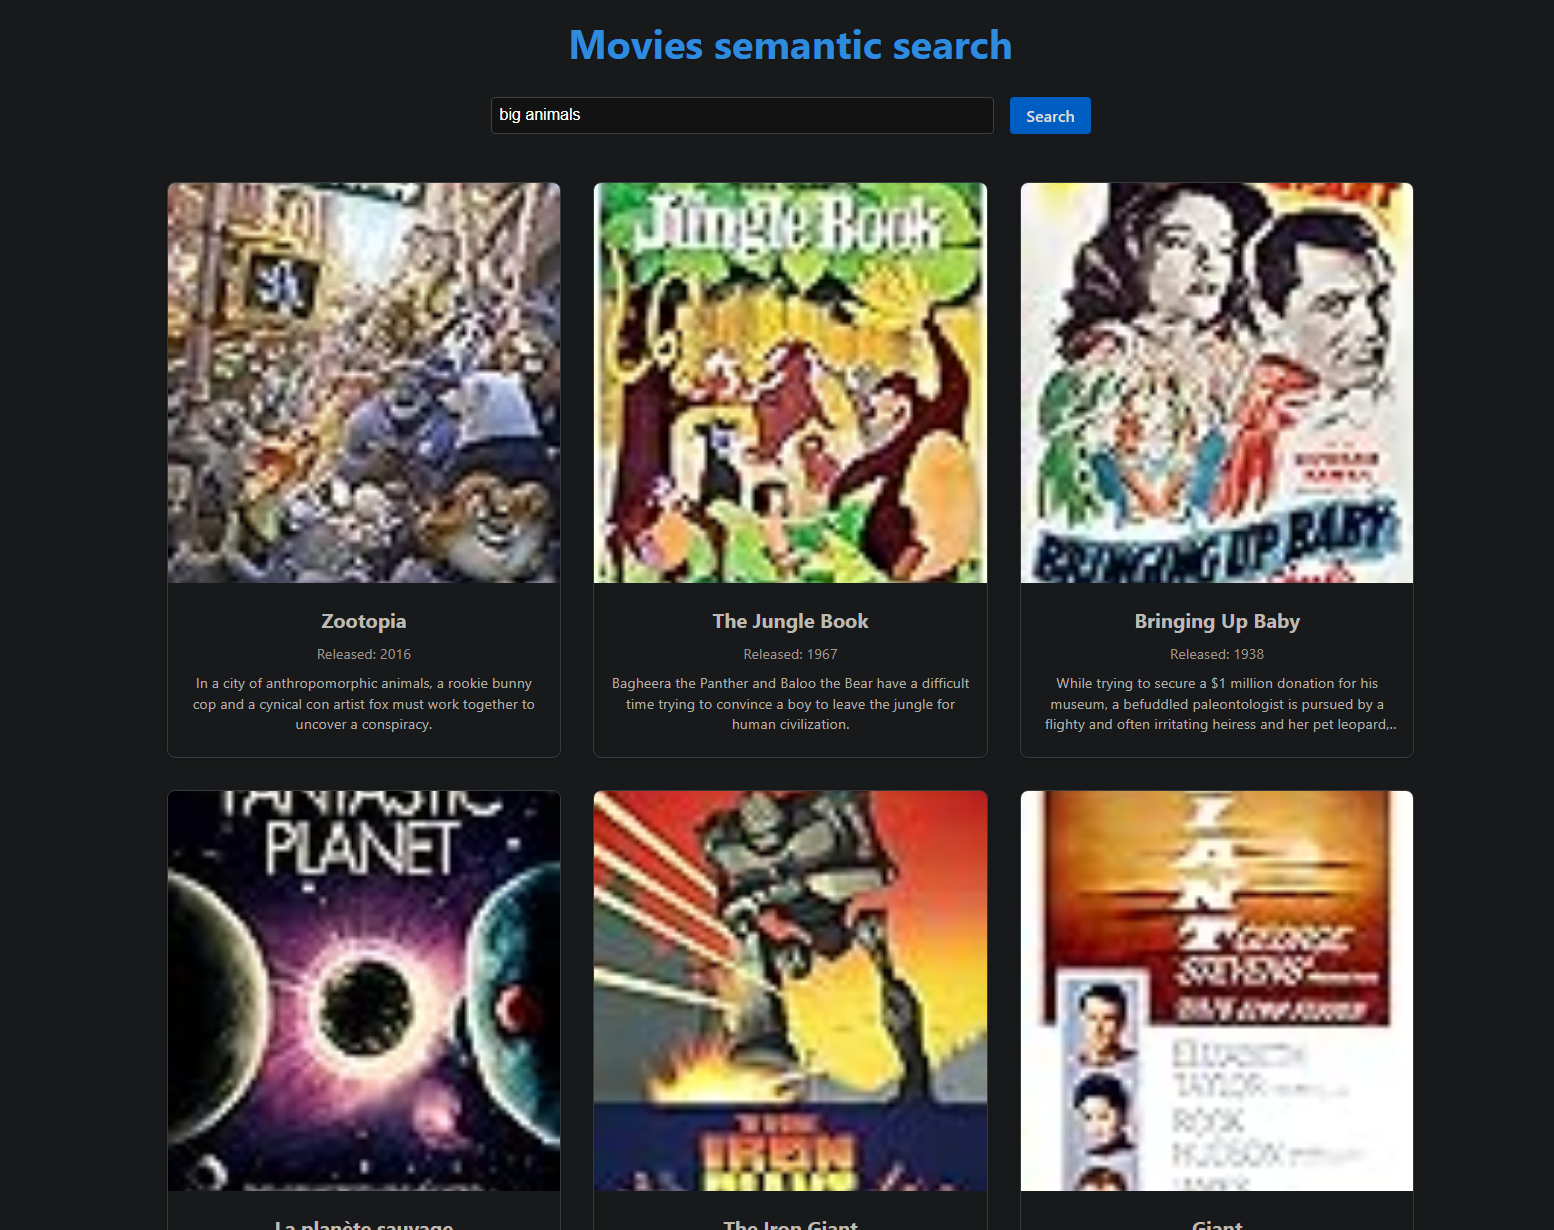 Movies semantic search
big animals
Search
Jungle Book
BRINGING UP BABY
Zootopia
Released: 2016
In a city of anthropomorphic animals, a rookie bunny
cop and a cynical con artist fox must work together to
uncover a conspiracy.
The Jungle Book
Released: 1967
Bagheera the Panther and Baloo the Bear have a difficult
time trying to convince a boy to leave the jungle for
human civilization.
Bringing Up Baby
Released: 1938
While trying to secure a $1 million donation for his
museum, a befuddled paleontologist is pursued by a
flighty and often irritating heiress and her pet leopard,..
FANTASTIC
PLANET
IRON
GEORGE
STEVENS'
ELIZABETH
TAYLOR
ROCK
HUDSON
JAMES
La planète sauvage
The Iron Giant
Giant